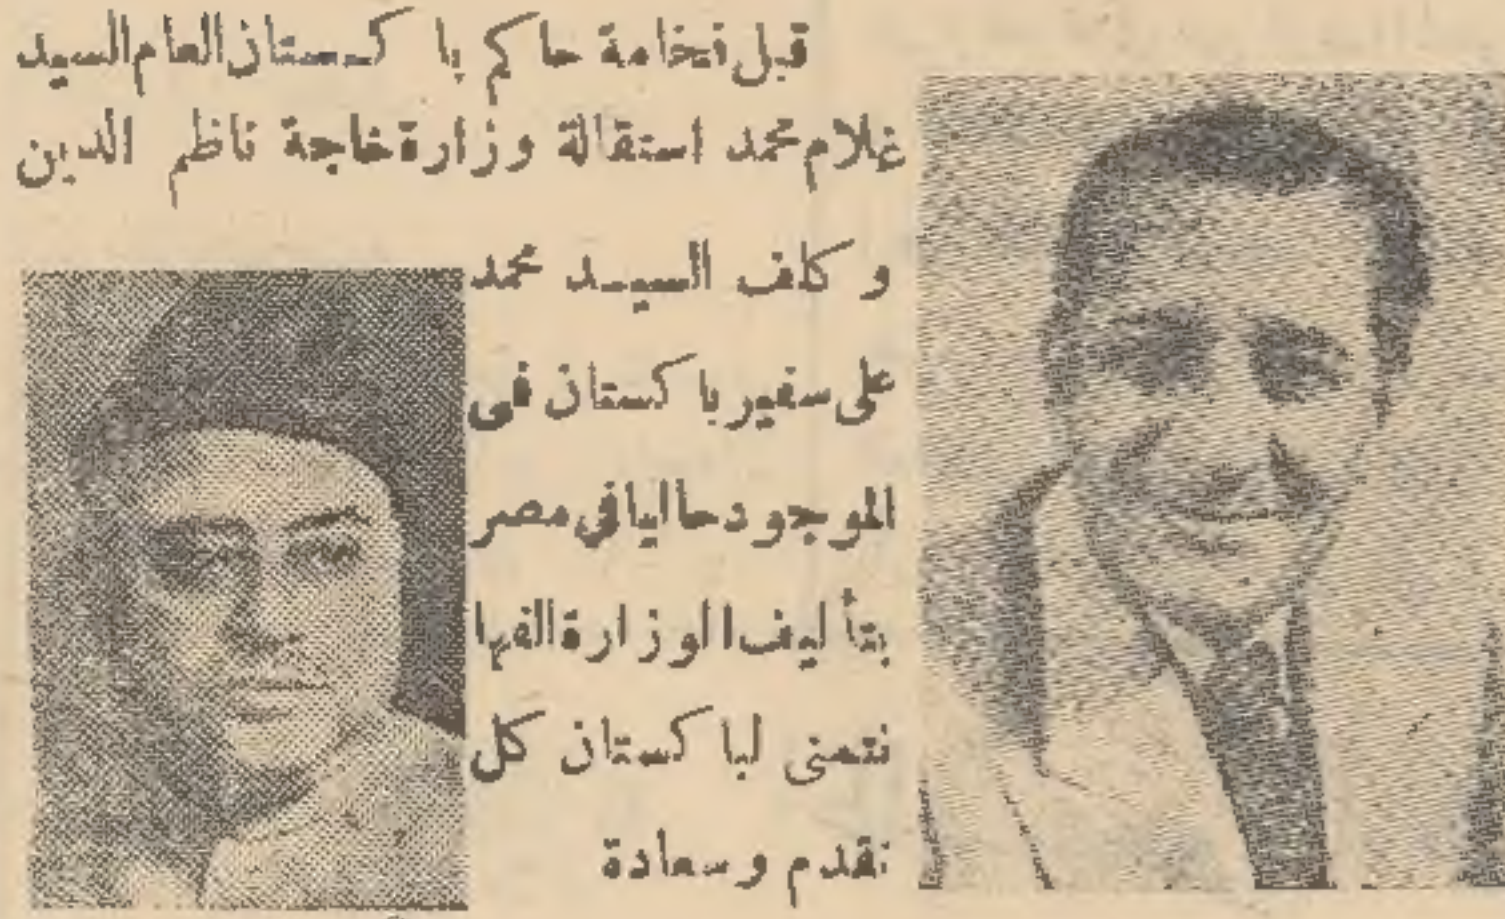 قبل فخامة حاكم باكستان العام السيد
غلام محمد استقالة وزارة خاجة ناظم الدين
وكلف السيد محمد
على سفير باكستان فى
الموجود حاليا في مصر
بتأليف الوزارة الفها
نتمنى لباكستان كل
تقدم وسعادة